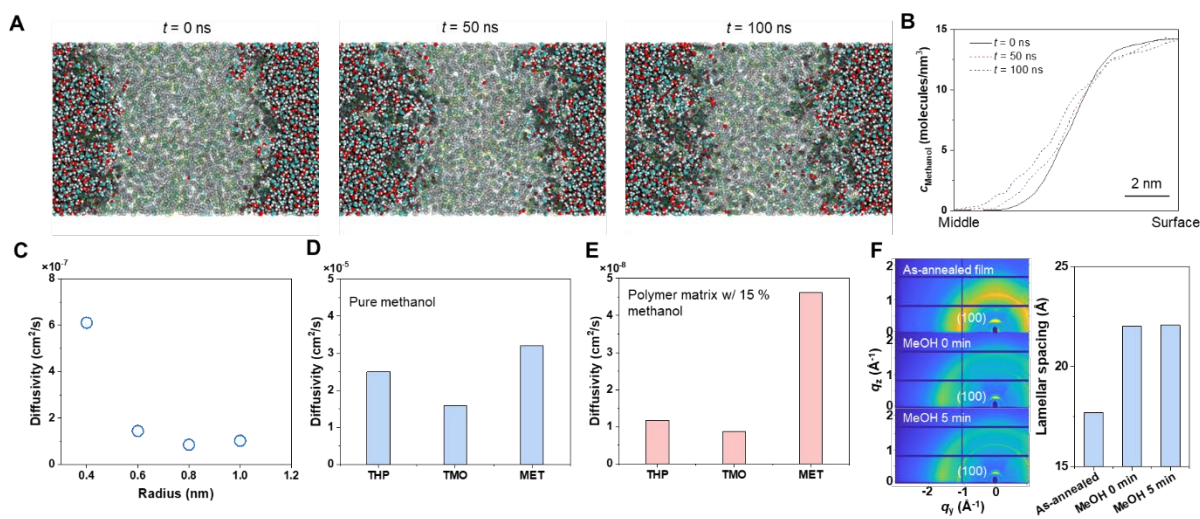 A
t = 0 ns
t = 50 ns
t = 100 ns
B
c_Methanol (molecules/nm³)
15
10
5
0
t = 0 ns
t = 50 ns
t = 100 ns
2 nm
Middle
Surface
C
×10⁻⁷
Diffusivity (cm²/s)
8
6
4
2
0
0.4
0.6
0.8
1.0
1.2
Radius (nm)
D
×10⁻⁵
Diffusivity (cm²/s)
5
4
3
2
1
0
Pure methanol
THP
TMO
MET
E
×10⁻⁸
Diffusivity (cm²/s)
5
4
3
2
1
0
Polymer matrix w/ 15 %
methanol
THP
TMO
MET
F
As-annealed film
(100)
MeOH 0 min
(100)
MeOH 5 min
(100)
2
1
0
2
1
0
2
1
0
q_z (Å⁻¹)
-2
-1
0
q_y (Å⁻¹)
Lamellar spacing (Å)
25
20
15
As-annealed
MeOH 0 min
MeOH 5 min